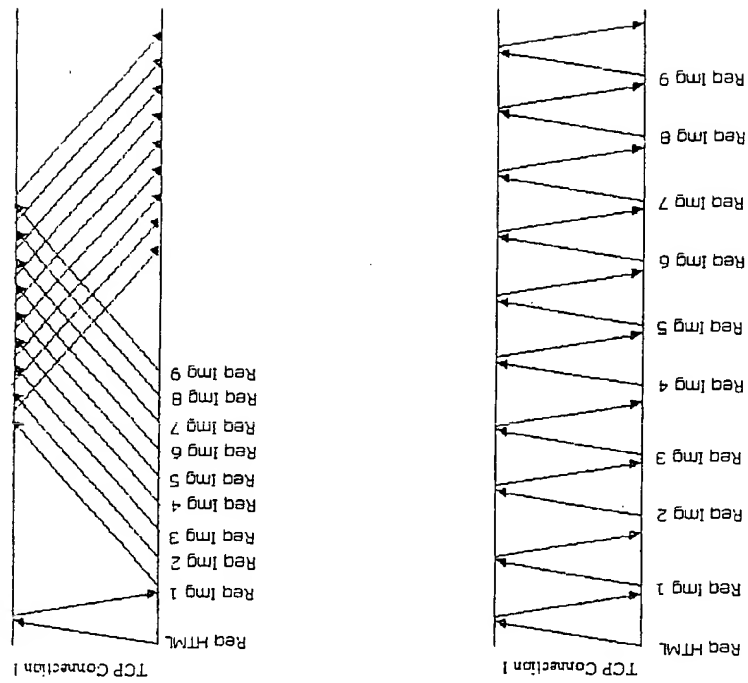 TCP Connection 1
Req HTML
Req Img 1
Req Img 2
Req Img 3
Req Img 4
Req Img 5
Req Img 6
Req Img 7
Req Img 8
Req Img 9
TCP Connection 1
Req HTML
Req Img 1
Req Img 2
Req Img 3
Req Img 4
Req Img 5
Req Img 6
Req Img 7
Req Img 8
Req Img 9